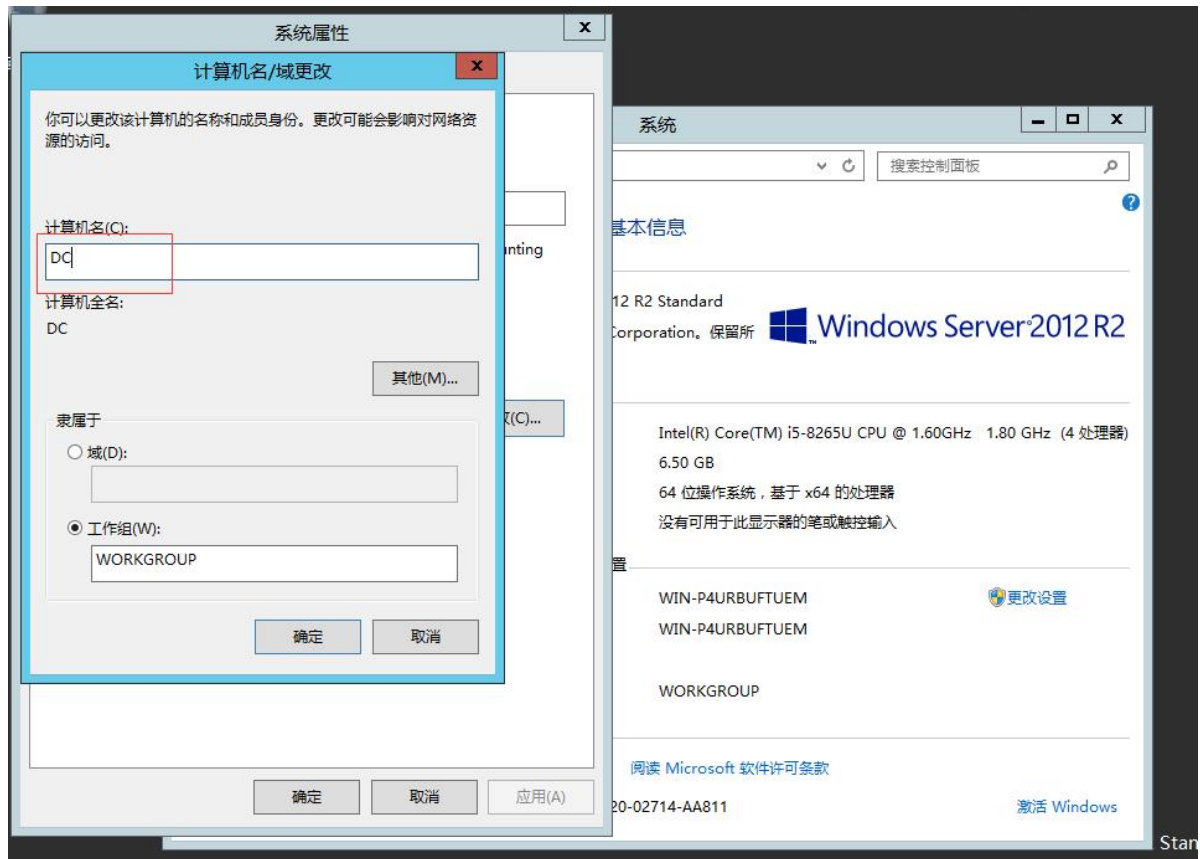 系统属性
计算机名/域更改
你可以更改该计算机的名称和成员身份。更改可能会影响对网络资
源的访问。
计算机名(C):
DC
计算机全名:
DC
其他(M)...
隶属于
域(D):
工作组(W):
WORKGROUP
确定
取消
unting
(C)...
确定
取消
应用(A)
系统
搜索控制面板
基本信息
12 R2 Standard
Corporation。保留所
Windows Server 2012 R2
Intel(R) Core(TM) i5-8265U CPU @ 1.60GHz 1.80 GHz (4 处理器)
6.50 GB
64 位操作系统，基于 x64 的处理器
没有可用于此显示器的笔或触控输入
置
WIN-P4URBUFTUEM
更改设置
WIN-P4URBUFTUEM
WORKGROUP
阅读 Microsoft 软件许可条款
20-02714-AA811
激活 Windows
Stan